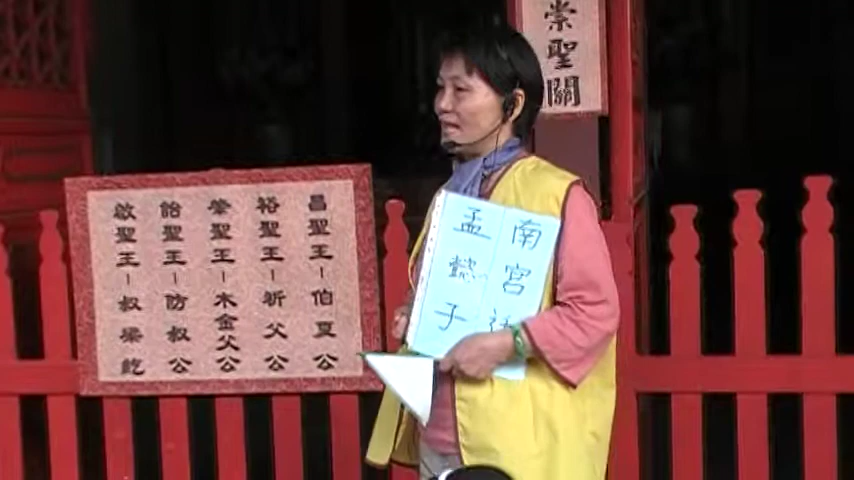 崇聖關
昌聖王-伯夏公
裕聖王-祈父公
肇聖王-木金父公
詒聖王-防叔公
啟聖王-叔梁紇
南宮
孟懿子